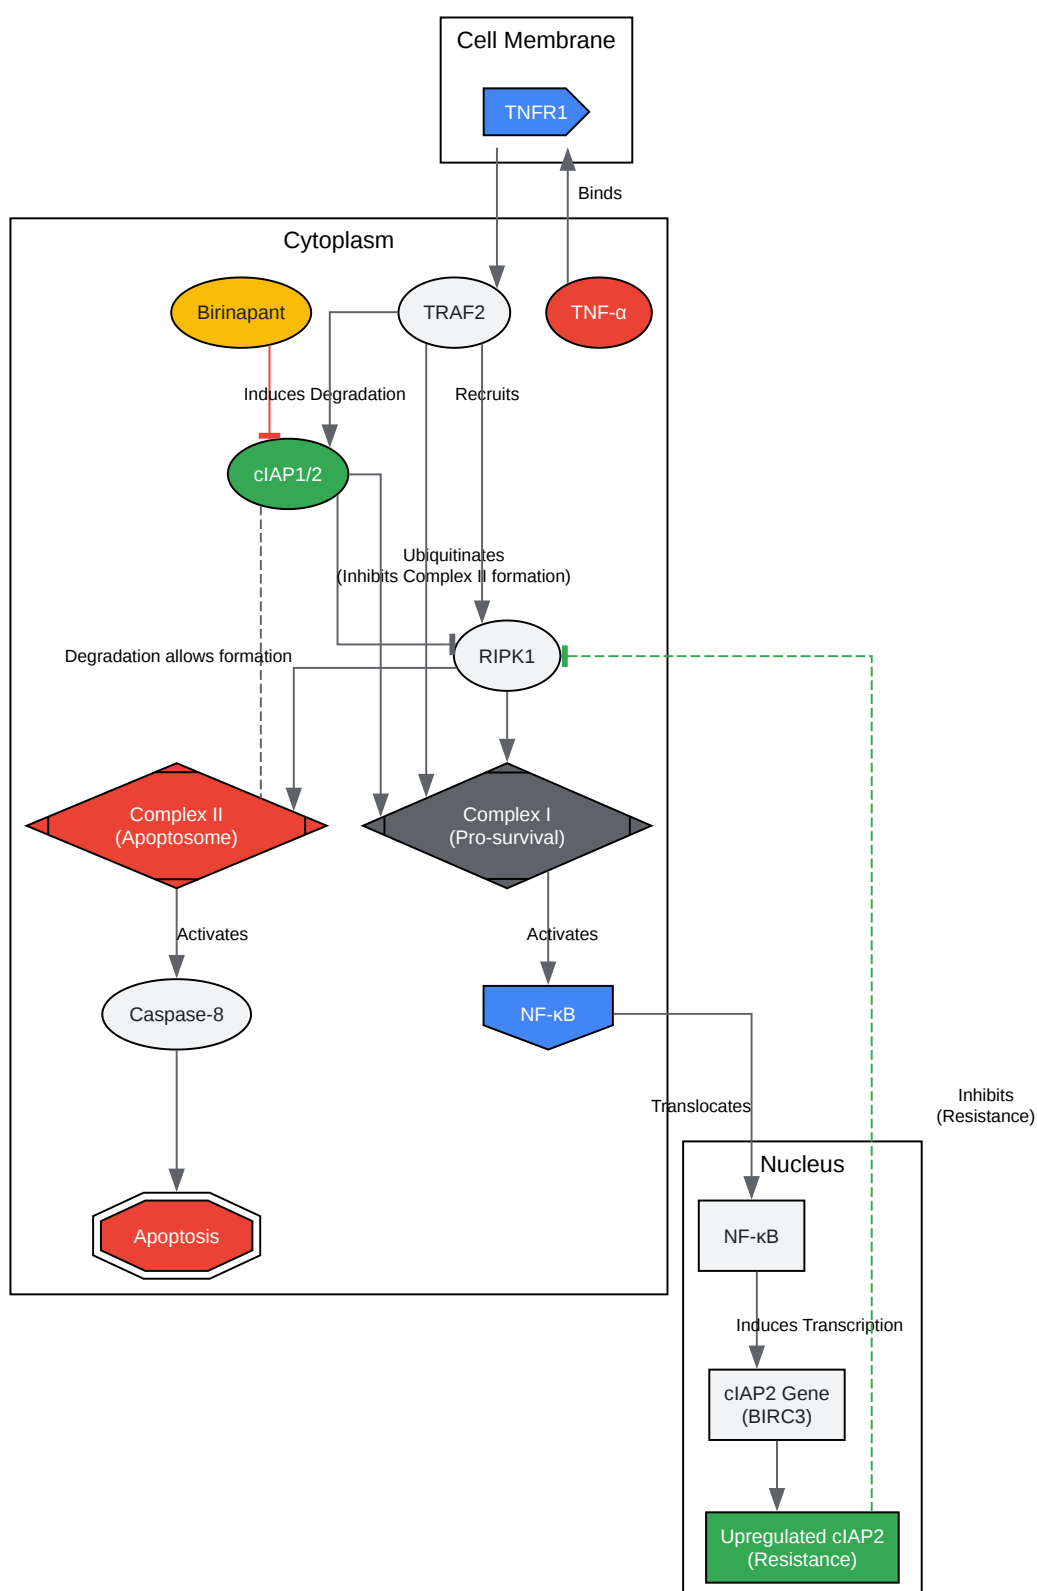 Cell Membrane
TNFR1
Binds
Cytoplasm
Birinapant
TRAF2
TNF-α
Induces Degradation
Recruits
cIAP1/2
Ubiquitinates
(Inhibits Complex II formation)
Degradation allows formation
RIPK1
Complex II
(Apoptosome)
Complex I
(Pro-survival)
Activates
Activates
Caspase-8
NF-κB
Translocates
Inhibits
(Resistance)
Nucleus
Apoptosis
NF-κB
Induces Transcription
cIAP2 Gene
(BIRC3)
Upregulated cIAP2
(Resistance)